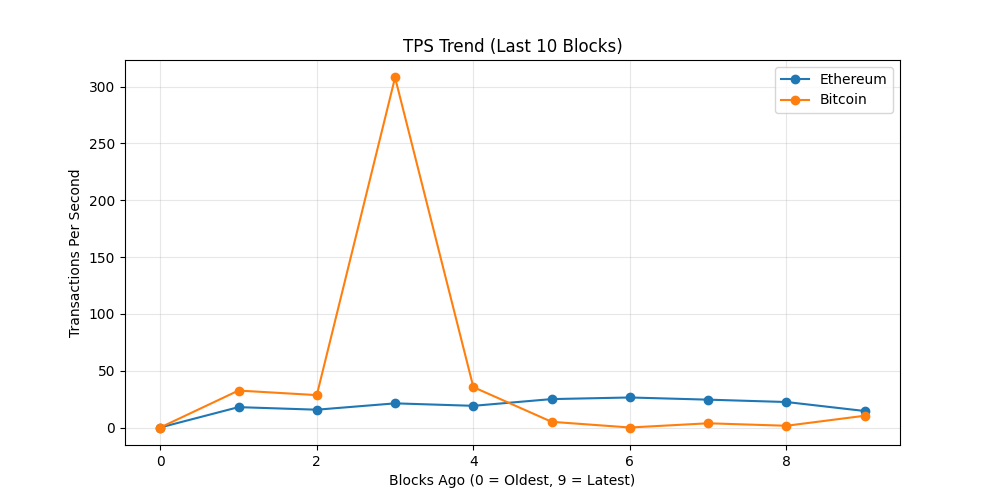 TPS Trend (Last 10 Blocks)
Ethereum
Bitcoin
Transactions Per Second
300
250
200
150
100
50
0
0 2 4 6 8
Blocks Ago (0 = Oldest, 9 = Latest)